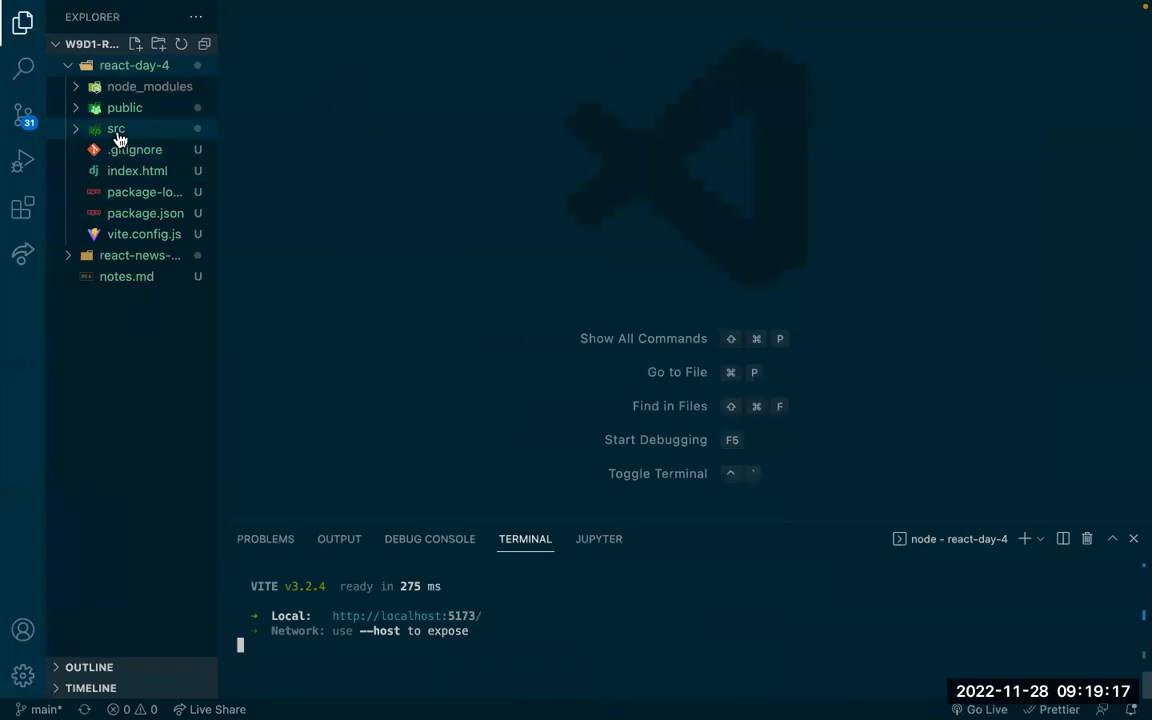 EXPLORER
W9D1-R...
react-day-4
node_modules
public
src
.gitignore U
index.html U
package-lo... U
package.json U
vite.config.js U
react-news-...
notes.md U
31
Show All Commands ⇧ ⌘ P
Go to File ⌘ P
Find in Files ⇧ ⌘ F
Start Debugging F5
Toggle Terminal ^ `
PROBLEMS OUTPUT DEBUG CONSOLE TERMINAL JUPYTER
node - react-day-4
VITE v3.2.4 ready in 275 ms
➜ Local: http://localhost:5173/
➜ Network: use --host to expose
OUTLINE
TIMELINE
2022-11-28 09:19:17
main* 0 0 Live Share Go Live Prettier